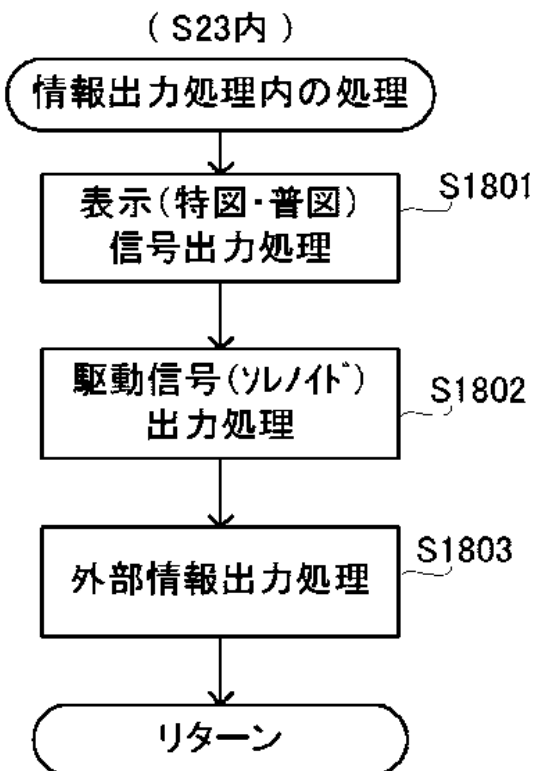 ( S23内 )
情報出力処理内の処理
表示(特図・普図)
信号出力処理
S1801
駆動信号(ｿﾚﾉｲﾄﾞ)
出力処理
S1802
外部情報出力処理
S1803
リターン